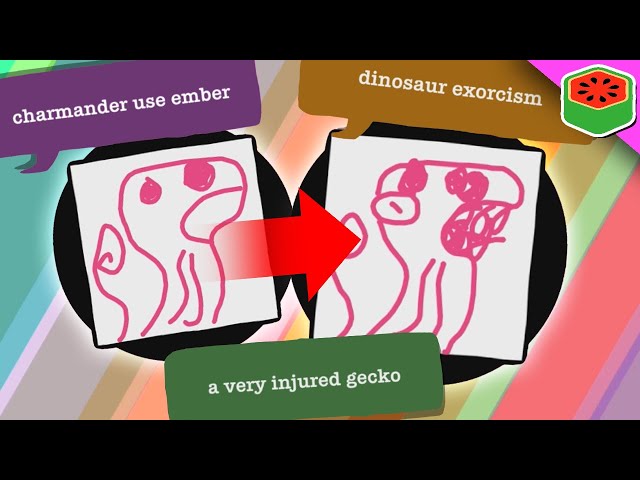 charmander use ember
dinosaur exorcism
a very injured gecko